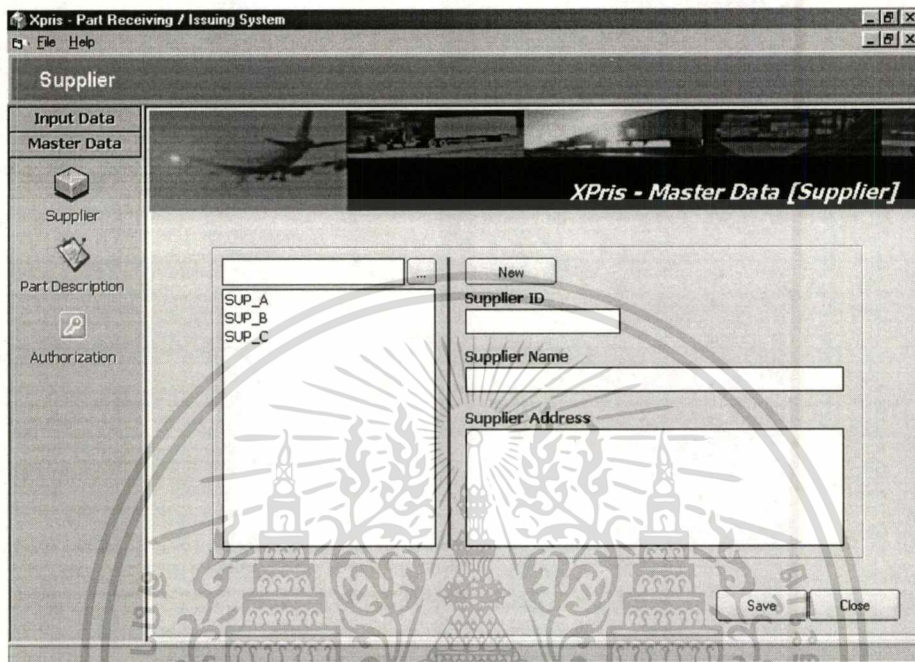 Xpris - Part Receiving / Issuing System
File Help
Supplier
Input Data
Master Data
Supplier
Part Description
Authorization
XPris - Master Data [Supplier]
...
New
SUP_A
SUP_B
SUP_C
Supplier ID
Supplier Name
Supplier Address
Save
Close